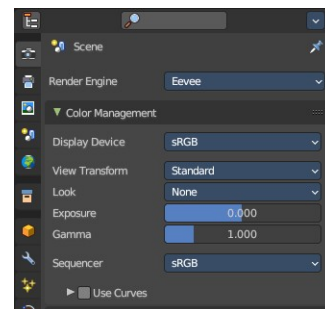 Scene
Render Engine Eevee
Color Management
Display Device sRGB
View Transform Standard
Look None
Exposure 0.000
Gamma 1.000
Sequencer sRGB
Use Curves